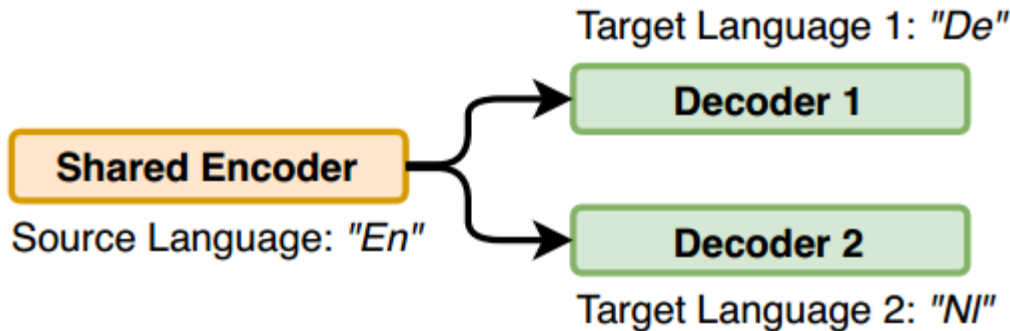 Target Language 1: "De"
Decoder 1
Shared Encoder
Source Language: "En"
Decoder 2
Target Language 2: "Nl"